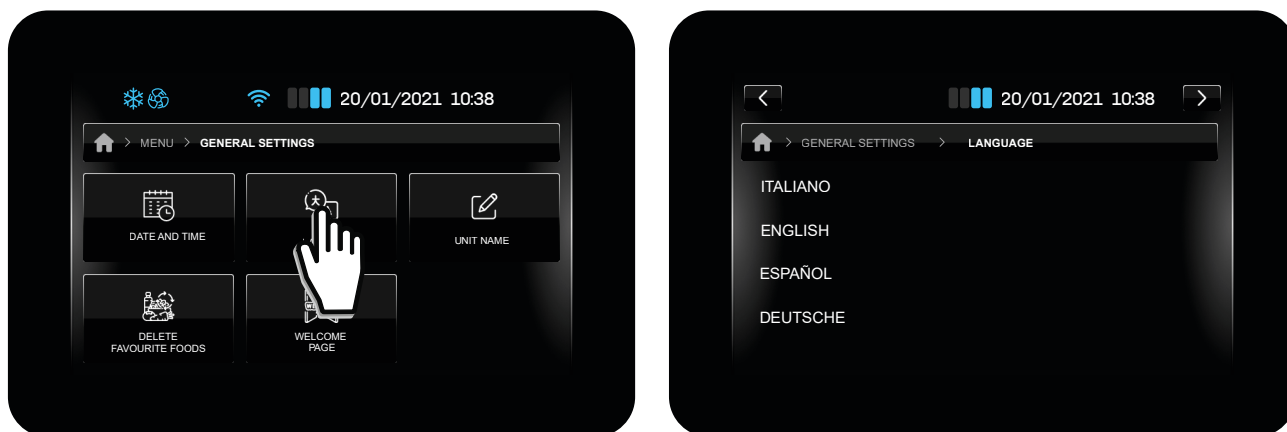 20/01/2021 10:38
MENU > GENERAL SETTINGS
DATE AND TIME
UNIT NAME
DELETE
FAVOURITE FOODS
WELCOME
PAGE
20/01/2021 10:38
GENERAL SETTINGS > LANGUAGE
ITALIANO
ENGLISH
ESPAÑOL
DEUTSCHE